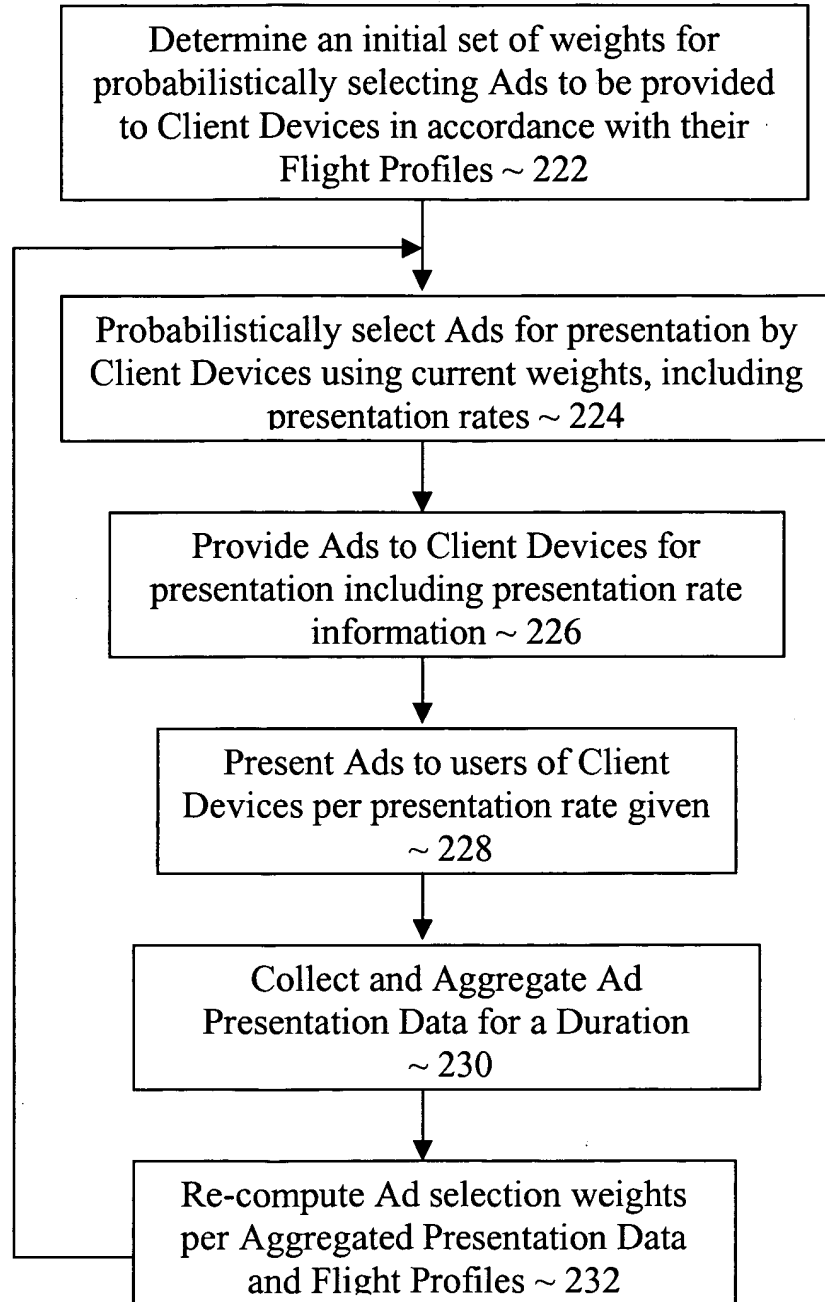 Determine an initial set of weights for
probabilistically selecting Ads to be provided
to Client Devices in accordance with their
Flight Profiles ~ 222
Probabilistically select Ads for presentation by
Client Devices using current weights, including
presentation rates ~ 224
Provide Ads to Client Devices for
presentation including presentation rate
information ~ 226
Present Ads to users of Client
Devices per presentation rate given
~ 228
Collect and Aggregate Ad
Presentation Data for a Duration
~ 230
Re-compute Ad selection weights
per Aggregated Presentation Data
and Flight Profiles ~ 232